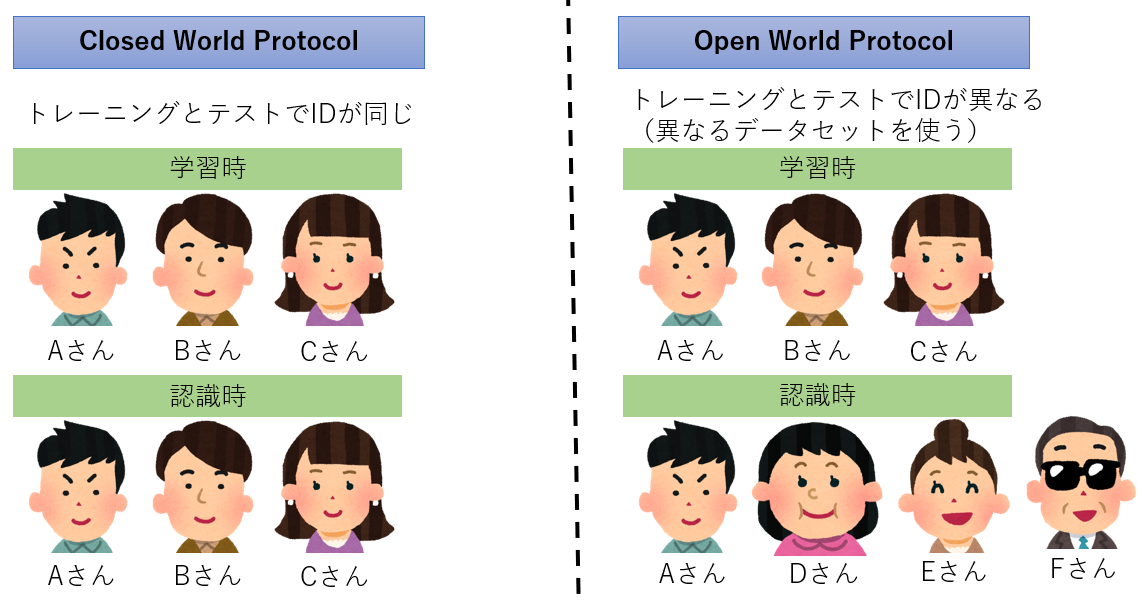 Closed World Protocol
トレーニングとテストでIDが同じ
学習時
Aさん
Bさん
Cさん
認識時
Aさん
Bさん
Cさん
Open World Protocol
トレーニングとテストでIDが異なる
（異なるデータセットを使う）
学習時
Aさん
Bさん
Cさん
認識時
Aさん
Dさん
Eさん
Fさん